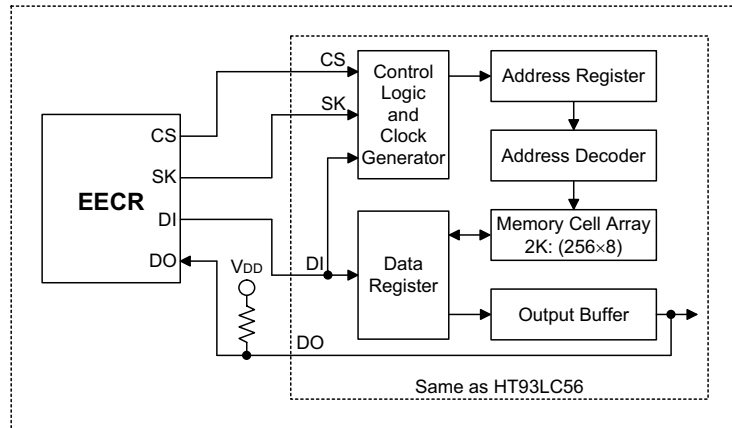 CS
SK
Control
Logic
and
Clock
Generator
Address Register
EECR
CS
SK
DI
DO
Address Decoder
Memory Cell Array
2K: (256×8)
VDD
DI
Data
Register
Output Buffer
DO
Same as HT93LC56